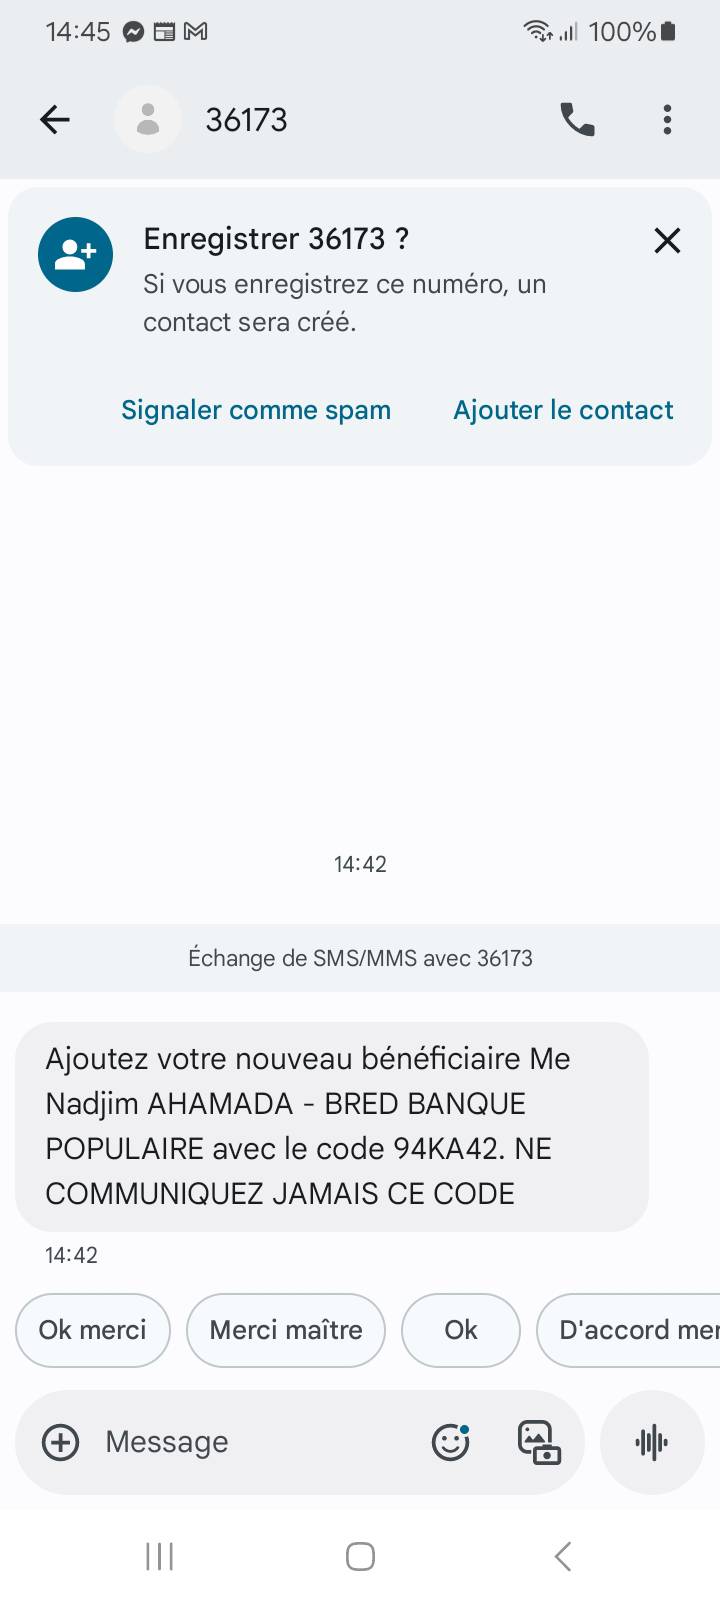 14:45
100%
36173
Enregistrer 36173 ?
Si vous enregistrez ce numéro, un
contact sera créé.
Signaler comme spam
Ajouter le contact
14:42
Échange de SMS/MMS avec 36173
Ajoutez votre nouveau bénéficiaire Me
Nadjim AHAMADA - BRED BANQUE
POPULAIRE avec le code 94KA42. NE
COMMUNIQUEZ JAMAIS CE CODE
14:42
Ok merci
Merci maître
Ok
D'accord mer
Message